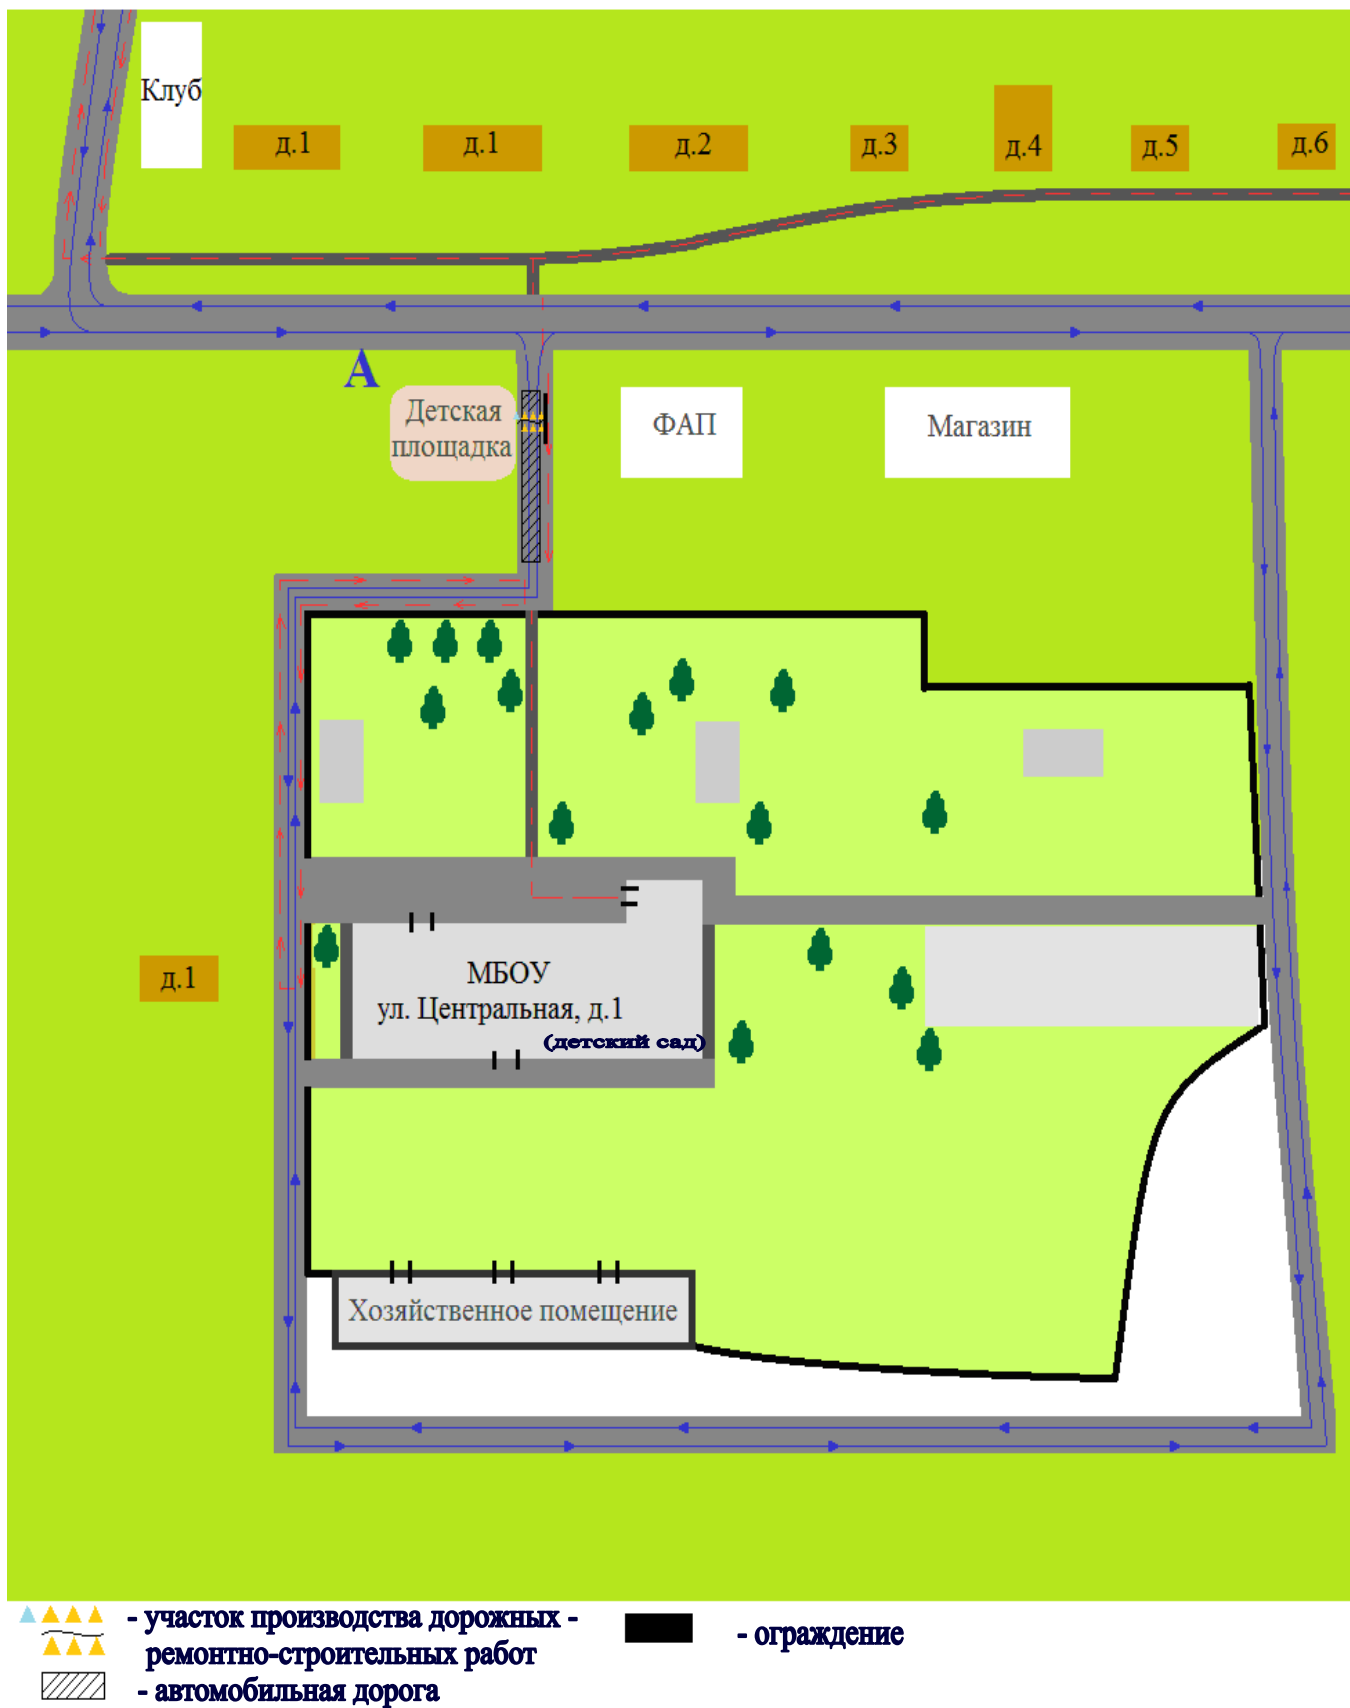 Клуб
д.1
д.1
д.2
д.3
д.4
д.5
д.6
А
Детская
площадка
ФАП
Магазин
д.1
МБОУ
ул. Центральная, д.1
(детский сад)
Хозяйственное помещение
- участок производства дорожных -
ремонтно-строительных работ
- ограждение
- автомобильная дорога